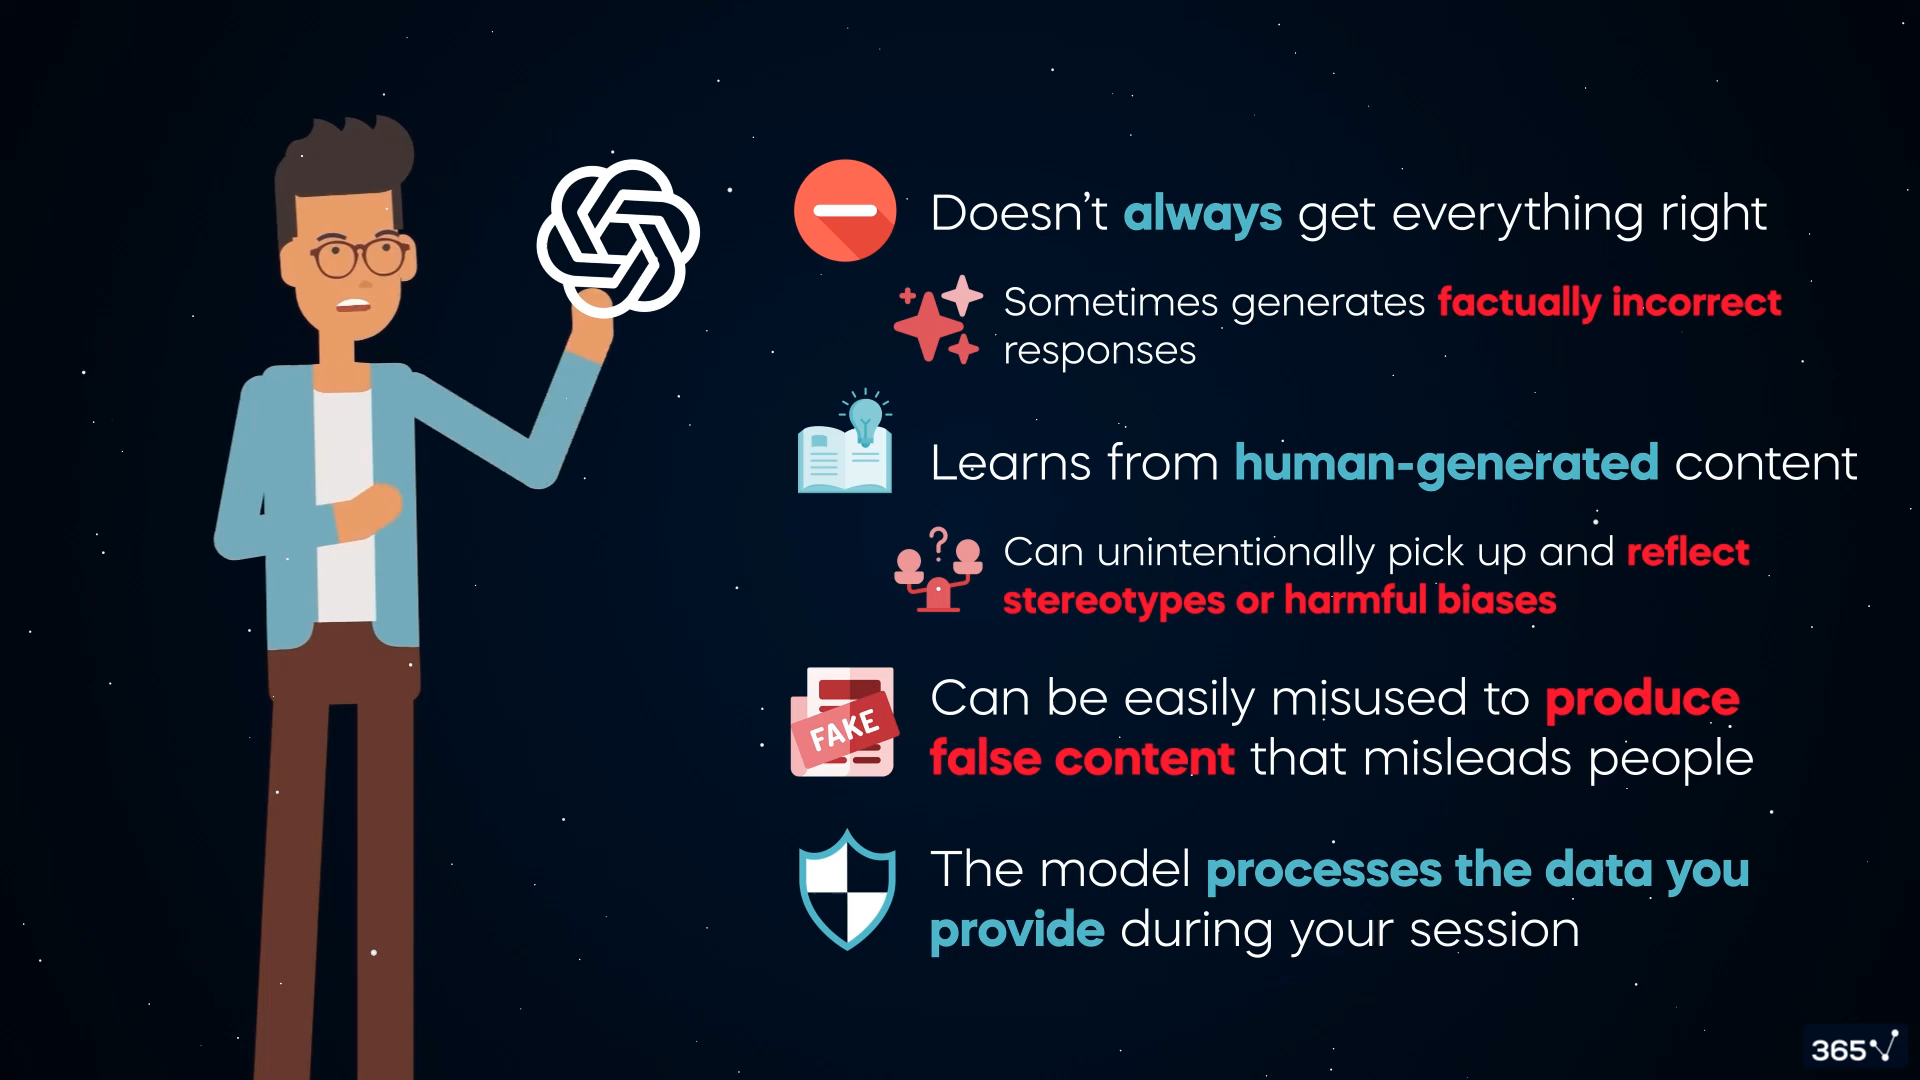 Doesn’t always get everything right
Sometimes generates factually incorrect
responses
Learns from human-generated content
Can unintentionally pick up and reflect
stereotypes or harmful biases
FAKE
Can be easily misused to produce
false content that misleads people
The model processes the data you
provide during your session
365